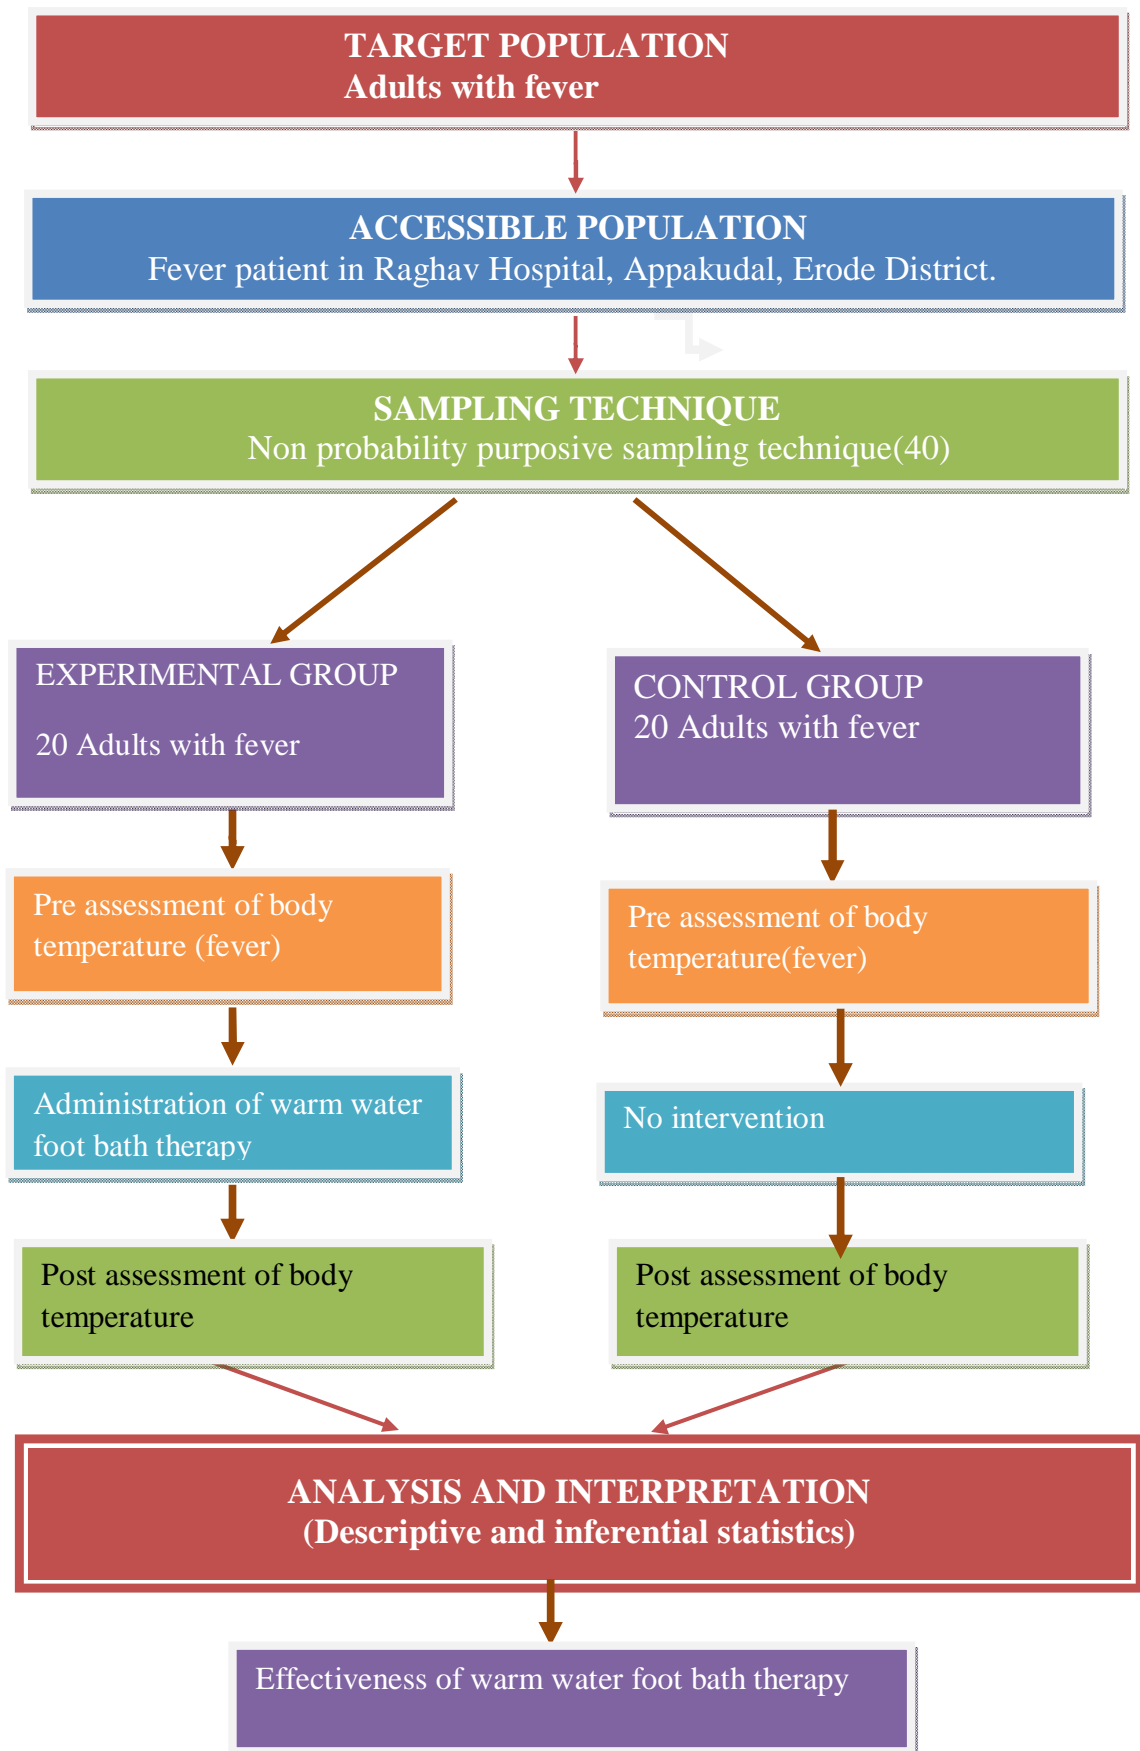 TARGET POPULATION
Adults with fever
ACCESSIBLE POPULATION
Fever patient in Raghav Hospital, Appakudal, Erode District.
SAMPLING TECHNIQUE
Non probability purposive sampling technique(40)
EXPERIMENTAL GROUP
20 Adults with fever
CONTROL GROUP
20 Adults with fever
Pre assessment of body
temperature (fever)
Pre assessment of body
temperature(fever)
Administration of warm water
foot bath therapy
No intervention
Post assessment of body
temperature
Post assessment of body
temperature
ANALYSIS AND INTERPRETATION
(Descriptive and inferential statistics)
Effectiveness of warm water foot bath therapy